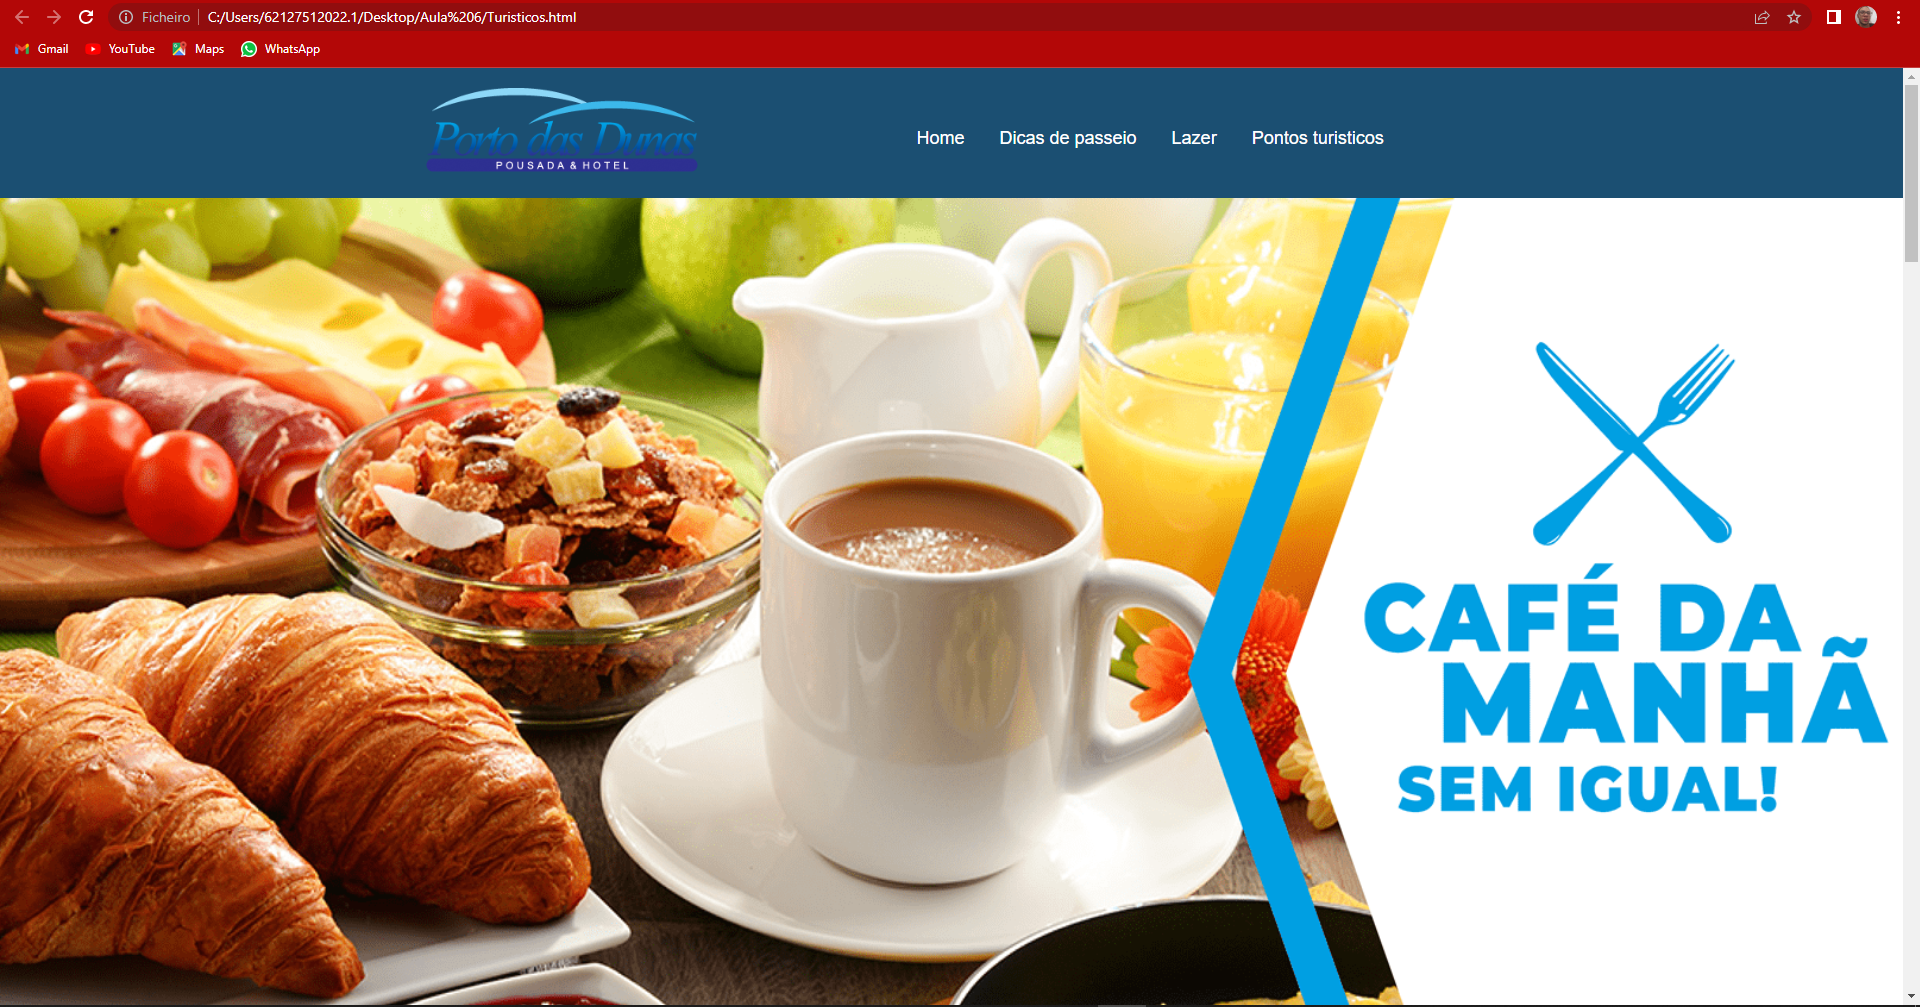 Ficheiro C:/Users/62127512022.1/Desktop/Aula%206/Turisticos.html
Gmail YouTube Maps WhatsApp
Porto das Dunas
POUSADA & HOTEL
Home Dicas de passeio Lazer Pontos turisticos
CAFÉ DA
MANHÃ
SEM IGUAL!